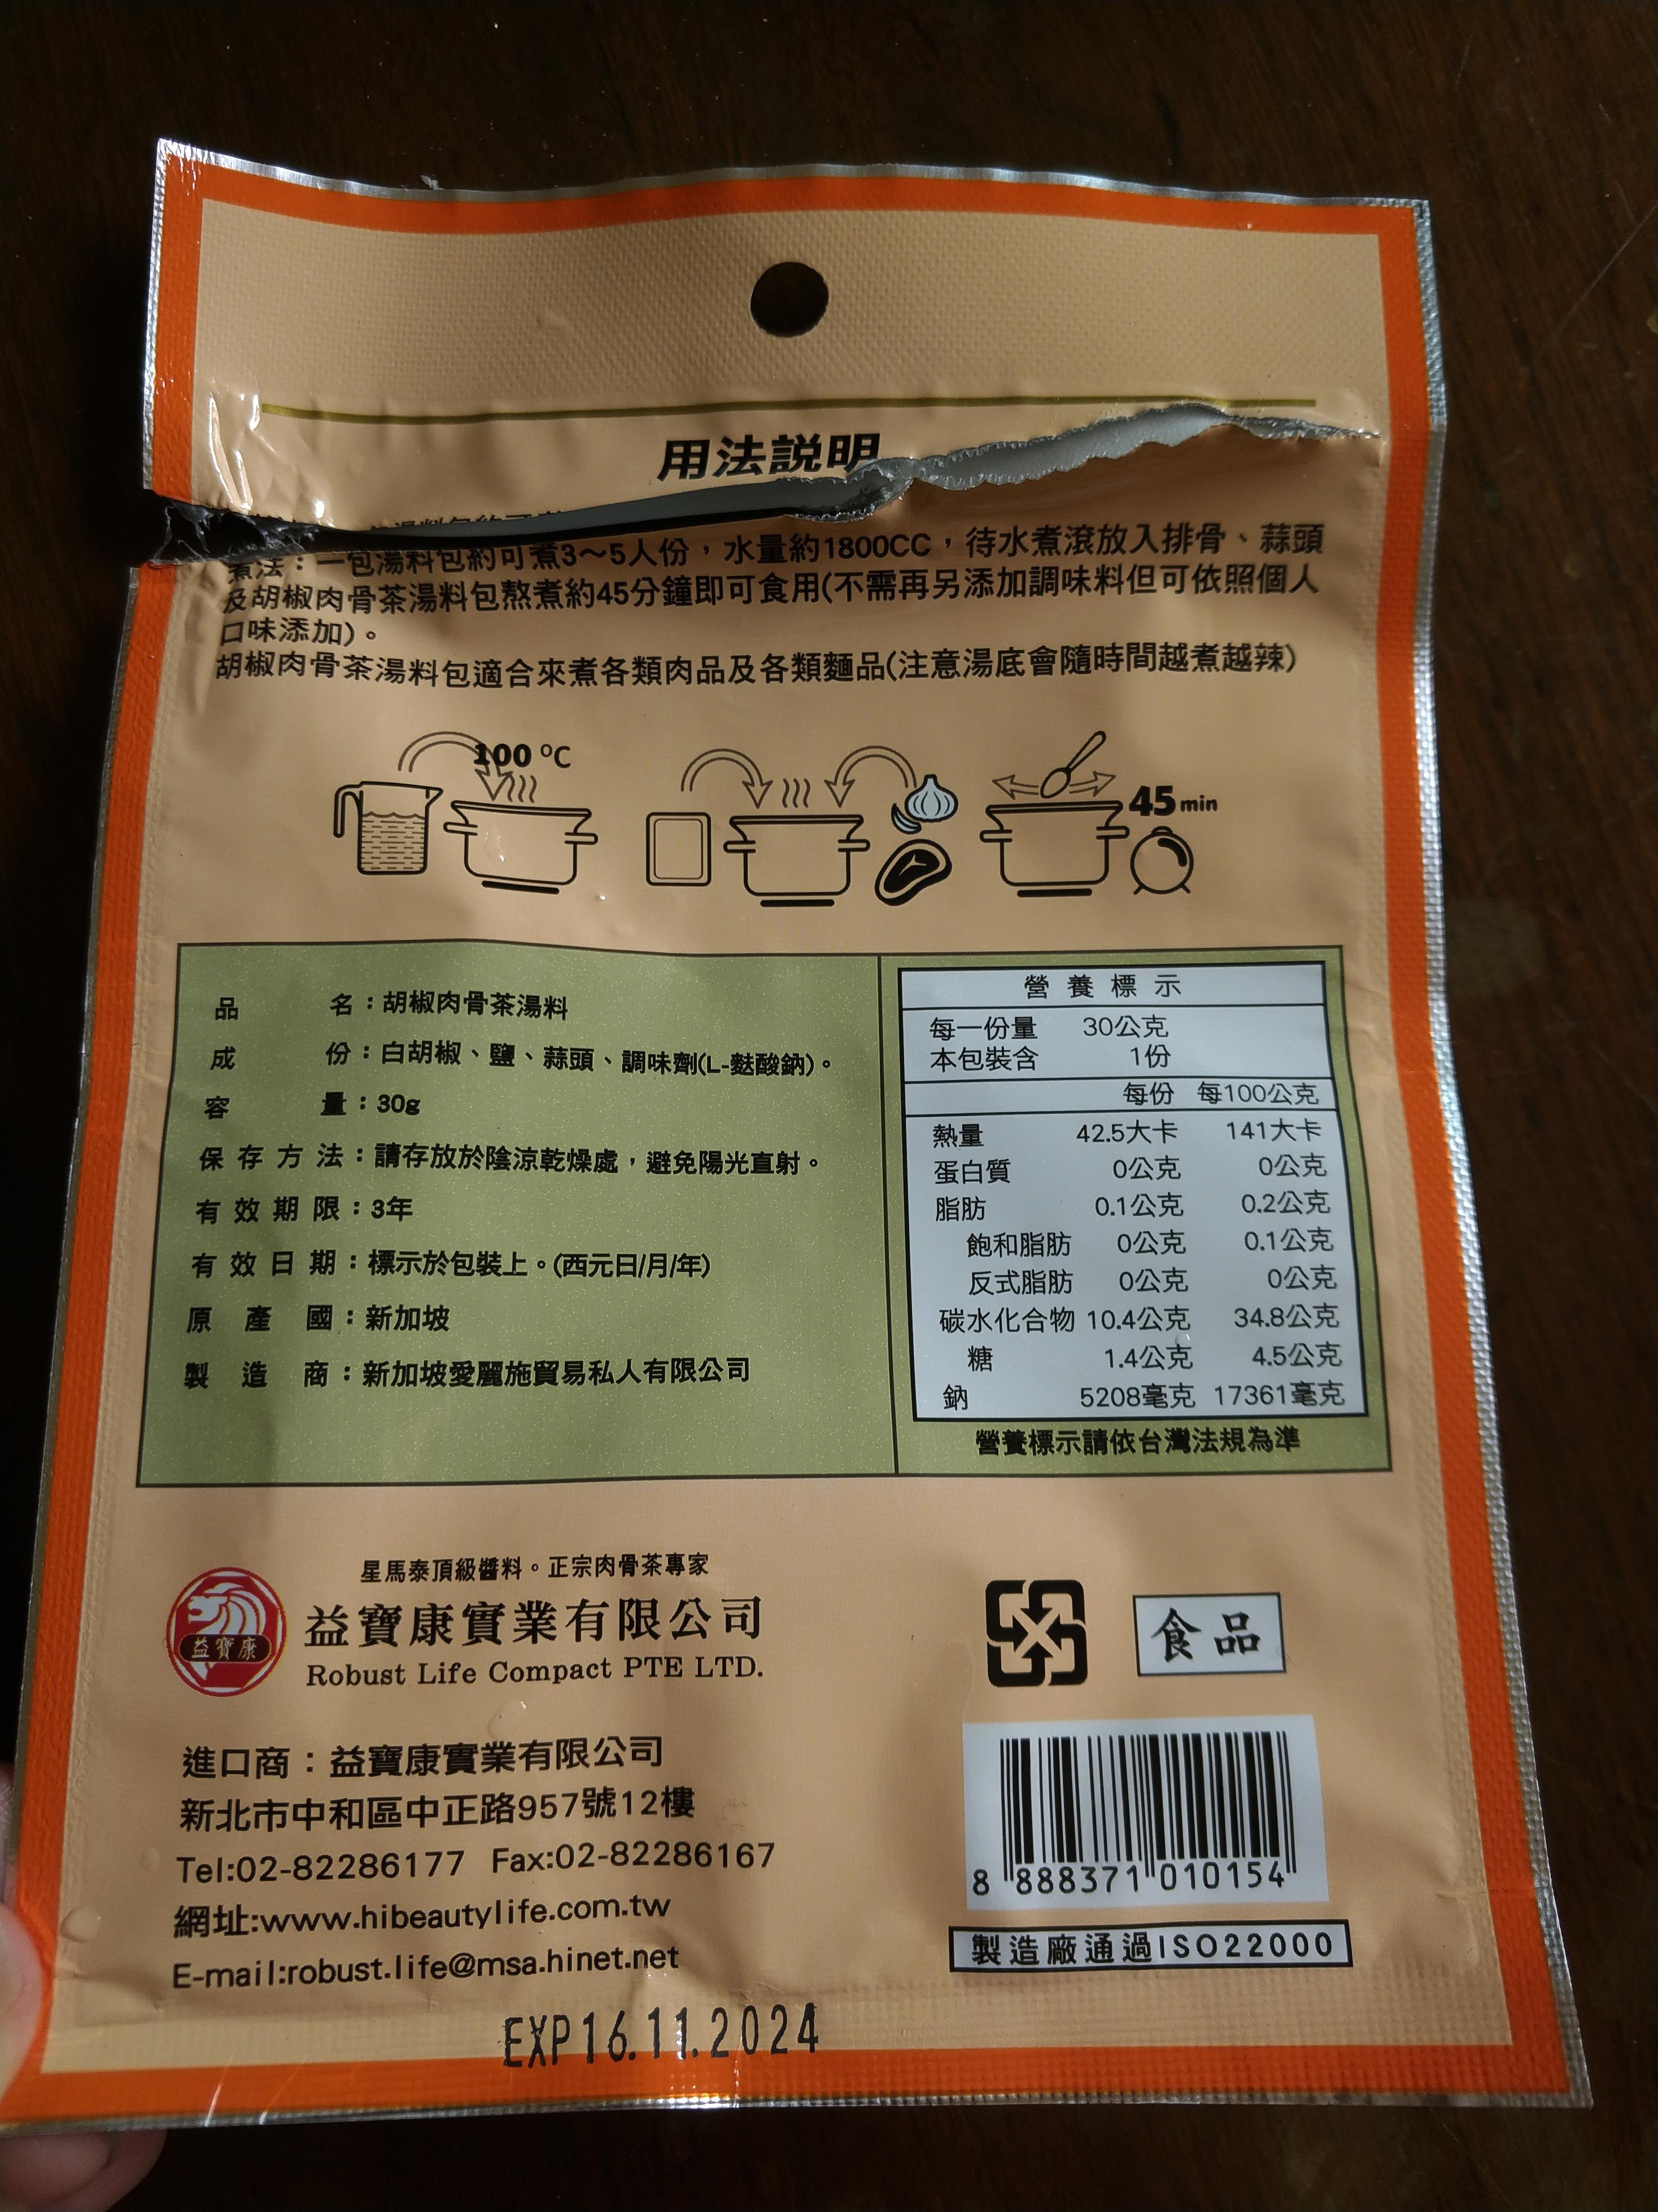 用法說明
煮法：一包湯料包約可煮3～5人份，水量約1800CC，待水煮滾放入排骨、蒜頭
及胡椒肉骨茶湯料包熬煮約45分鐘即可食用(不需再另添加調味料但可依照個人
口味添加)。
胡椒肉骨茶湯料包適合來煮各類肉品及各類麵品(注意湯底會隨時間越煮越辣)
100 °C
45min
品名：胡椒肉骨茶湯料
成份：白胡椒、鹽、蒜頭、調味劑(L-麩酸鈉)。
容量：30g
保存方法：請存放於陰涼乾燥處，避免陽光直射。
有效期限：3年
有效日期：標示於包裝上。(西元日/月/年)
原產國：新加坡
製造商：新加坡愛麗施貿易私人有限公司
營養標示
每一份量 30公克
本包裝含 1份
每份 每100公克
熱量 42.5大卡 141大卡
蛋白質 0公克 0公克
脂肪 0.1公克 0.2公克
飽和脂肪 0公克 0.1公克
反式脂肪 0公克 0公克
碳水化合物 10.4公克 34.8公克
糖 1.4公克 4.5公克
鈉 5208毫克 17361毫克
營養標示請依台灣法規為準
星馬泰頂級醬料。正宗肉骨茶專家
益寶康
益寶康實業有限公司
Robust Life Compact PTE LTD.
食品
進口商：益寶康實業有限公司
新北市中和區中正路957號12樓
Tel:02-82286177 Fax:02-82286167
網址:www.hibeautylife.com.tw
E-mail:robust.life@msa.hinet.net
8 888371 010154
製造廠通過ISO22000
EXP16.11.2024